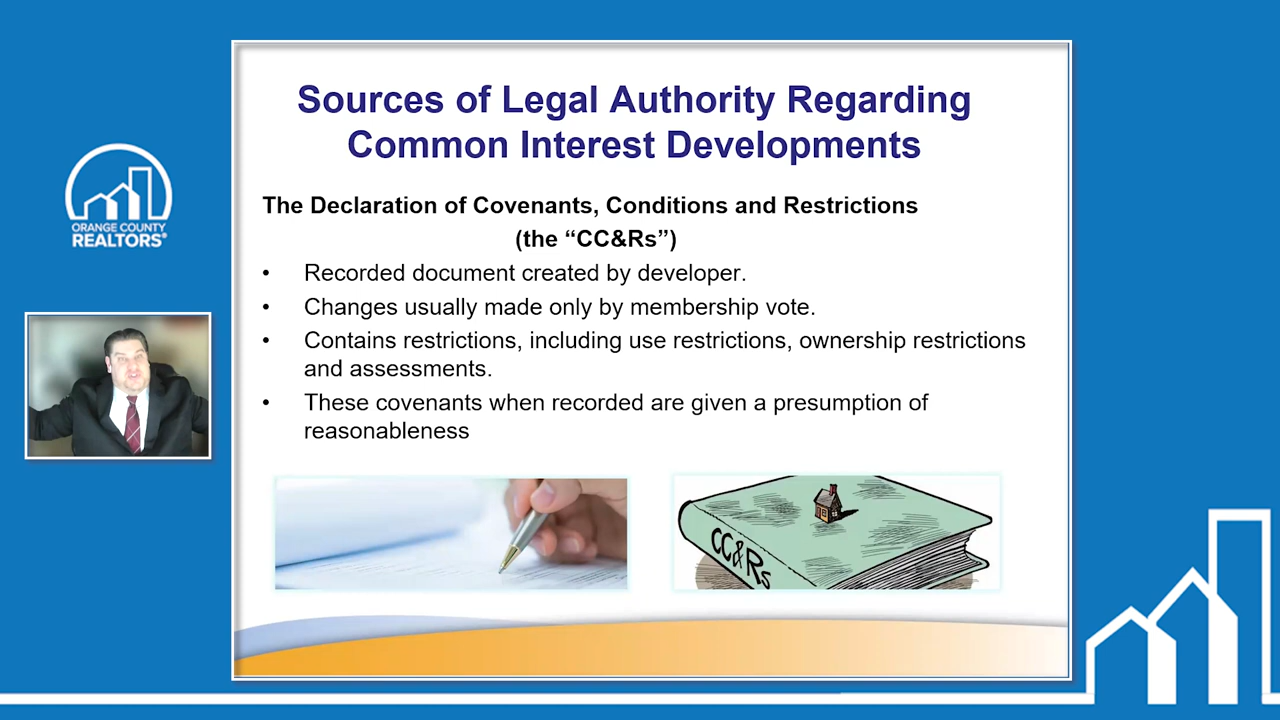 Sources of Legal Authority Regarding
Common Interest Developments
The Declaration of Covenants, Conditions and Restrictions
(the “CC&Rs”)
• Recorded document created by developer.
• Changes usually made only by membership vote.
• Contains restrictions, including use restrictions, ownership restrictions
and assessments.
• These covenants when recorded are given a presumption of
reasonableness
ORANGE COUNTY
REALTORS®
CC&Rs